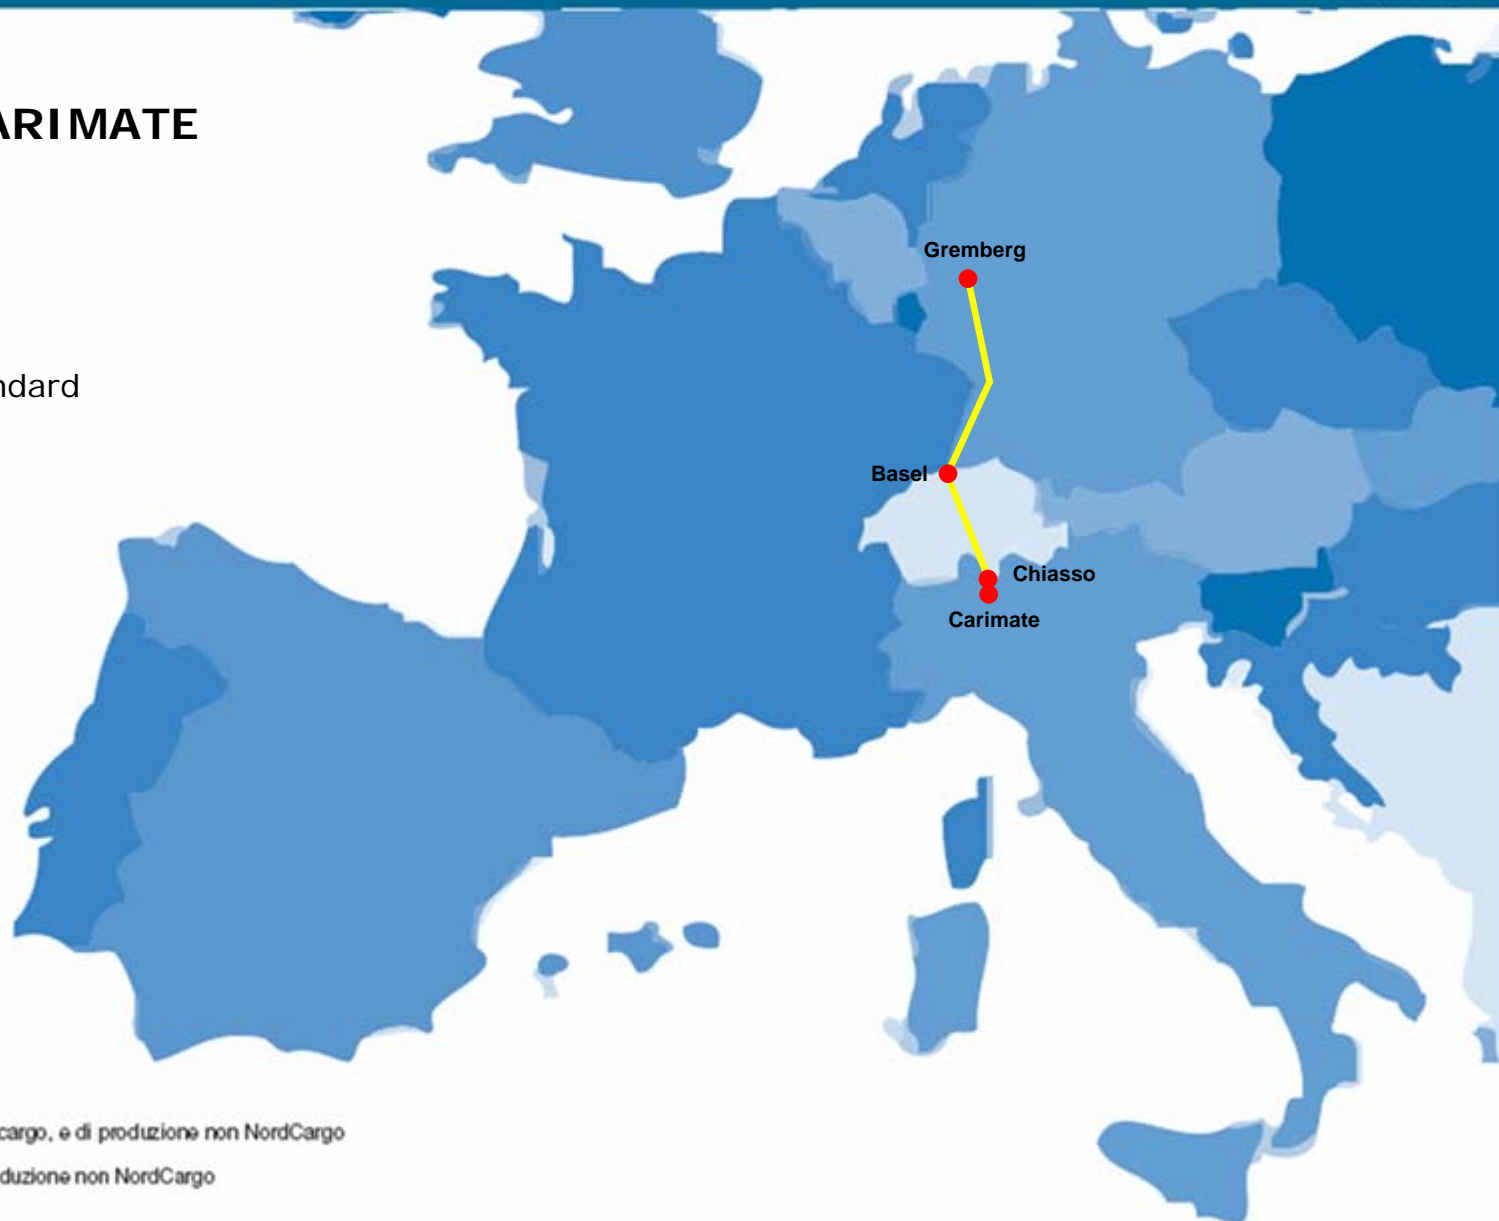 ARIMATE
Gremberg
ndard
Basel
Chiasso
Carimate
cargo, e di produzione non NordCargo
duzione non NordCargo